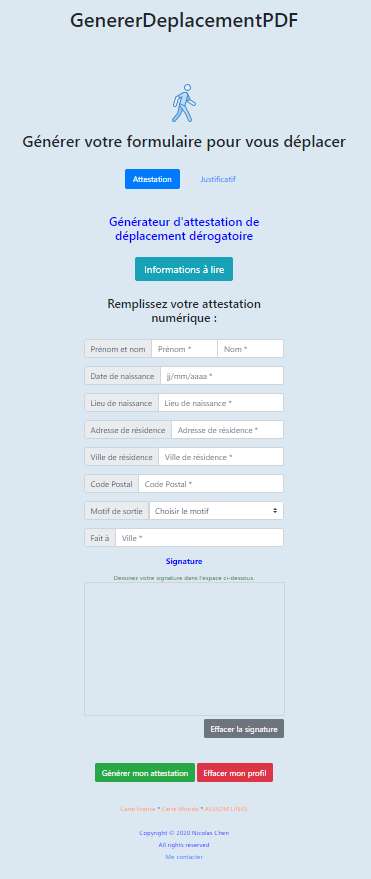 GenererDeplacementPDF
Générer votre formulaire pour vous déplacer
Attestation Justificatif
Générateur d'attestation de
déplacement dérogatoire
Informations à lire
Remplissez votre attestation
numérique :
Prénom et nom Prénom * Nom *
Date de naissance jj/mm/aaaa *
Lieu de naissance Lieu de naissance *
Adresse de résidence Adresse de résidence *
Ville de résidence Ville de résidence *
Code Postal Code Postal *
Motif de sortie Choisir le motif
Fait à Ville *
Signature
Dessinez votre signature dans l'espace ci-dessous.
Effacer la signature
Générer mon attestation Effacer mon profil
Carte France * Carte Monde *
Copyright © 2020 Nicolas Chen
All rights reserved
Me contacter